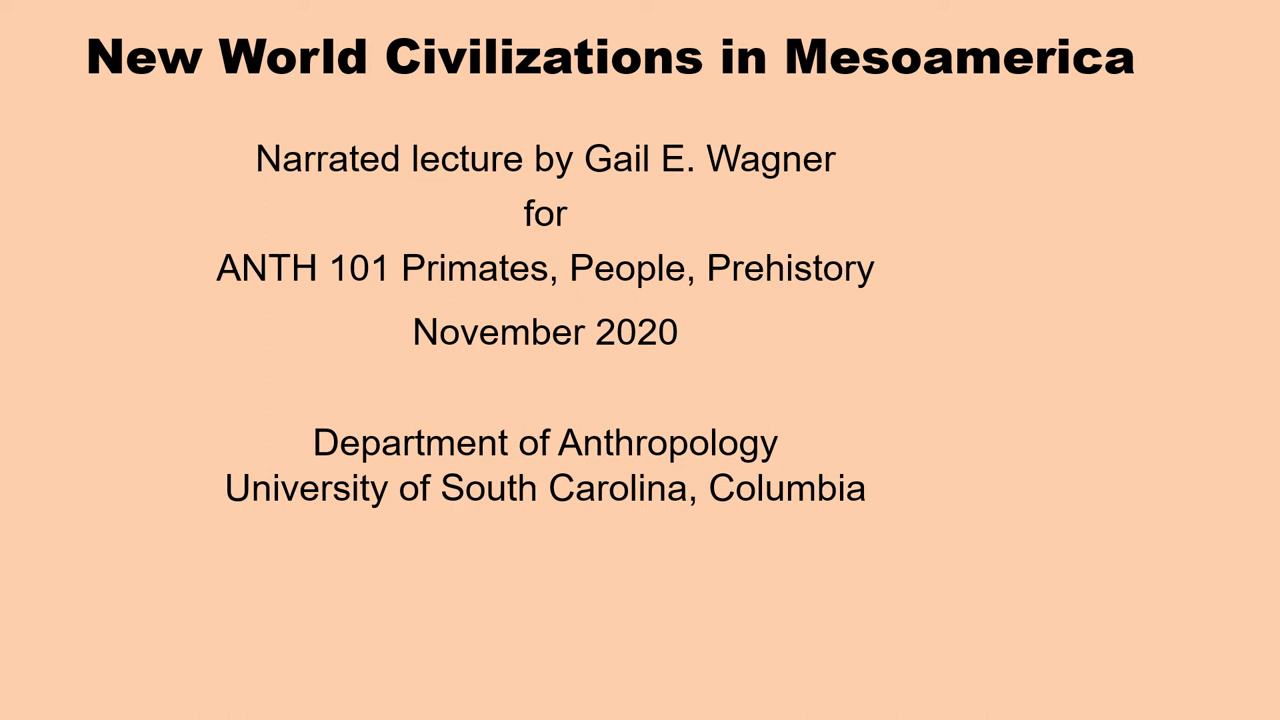 New World Civilizations in Mesoamerica
Narrated lecture by Gail E. Wagner
for
ANTH 101 Primates, People, Prehistory
November 2020
Department of Anthropology
University of South Carolina, Columbia